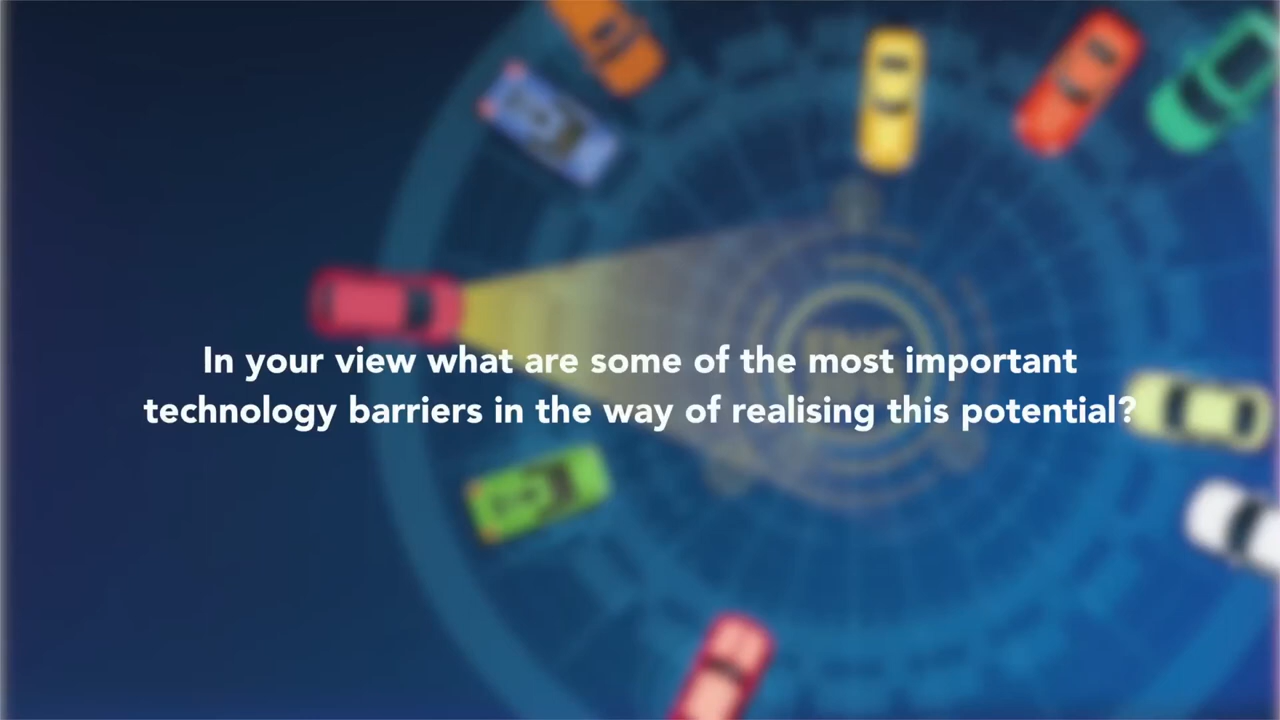 In your view what are some of the most important
technology barriers in the way of realising this potential?